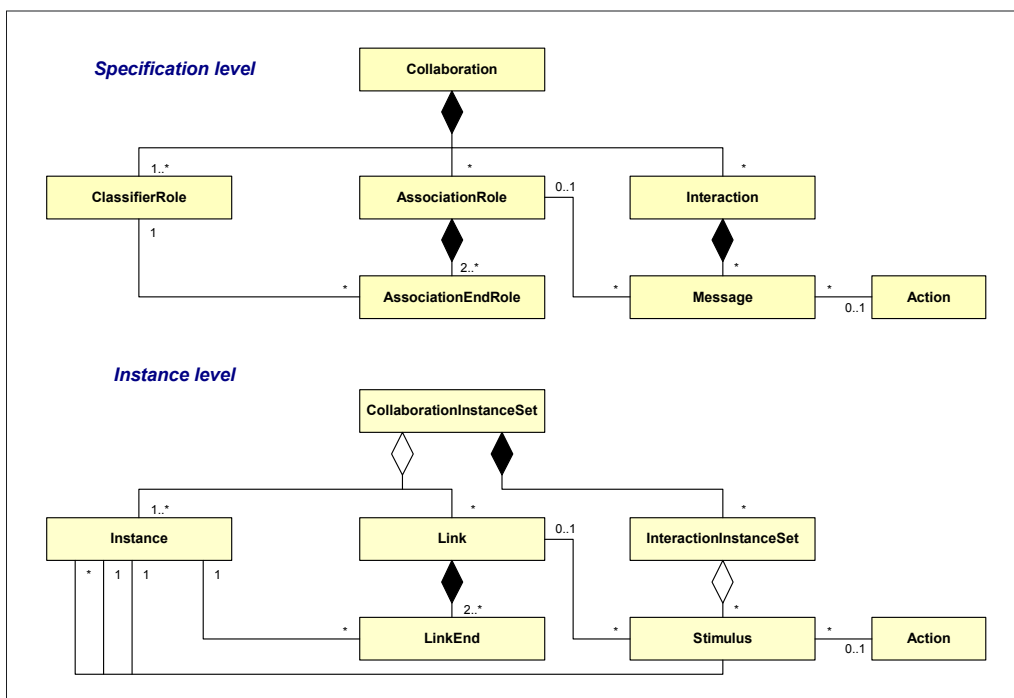 Specification level
Collaboration
1..*
*
*
ClassifierRole
AssociationRole
0..1
Interaction
1
2..*
*
*
AssociationEndRole
*
Message
*
0..1
Action
Instance level
CollaborationInstanceSet
1..*
*
*
Instance
Link
0..1
InteractionInstanceSet
*
1
1
1
2..*
*
*
LinkEnd
*
Stimulus
*
0..1
Action